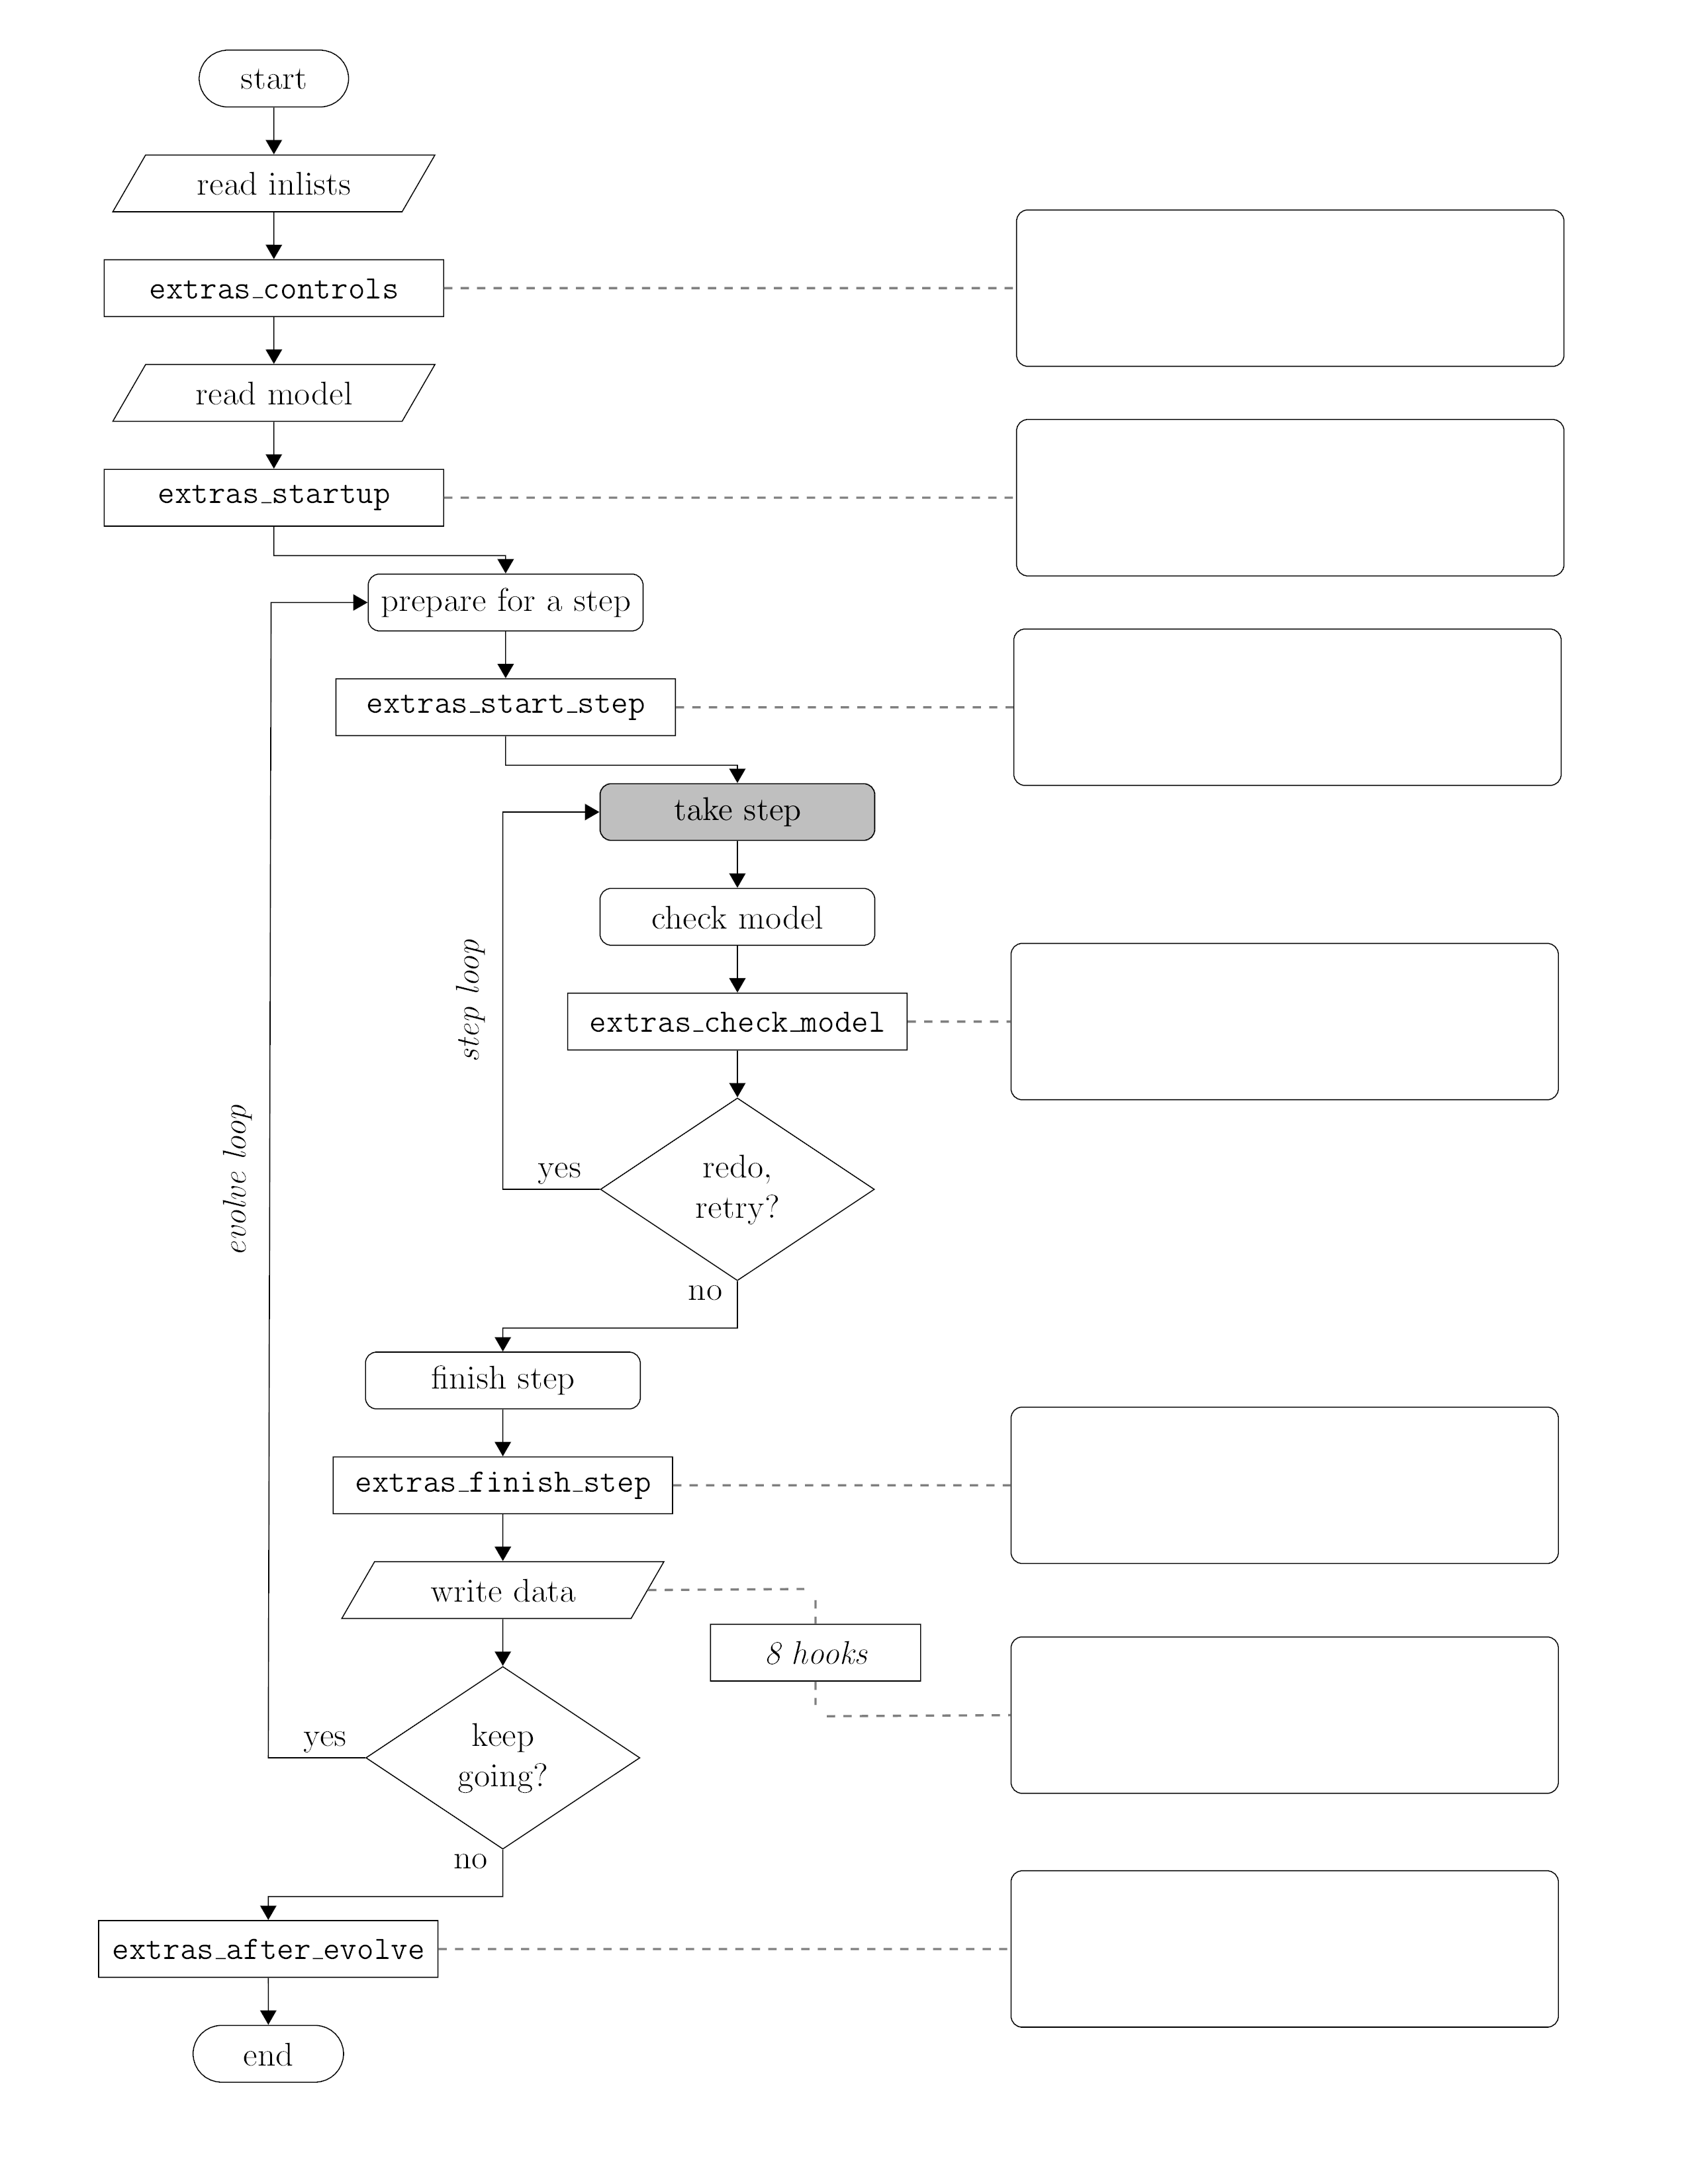 start
read inlists
extras_controls
read model
extras_startup
prepare for a step
extras_start_step
take step
check model
step loop
extras_check_model
evolve loop
yes
redo,
retry?
no
finish step
extras_finish_step
write data
8 hooks
yes
keep
going?
no
extras_after_evolve
end